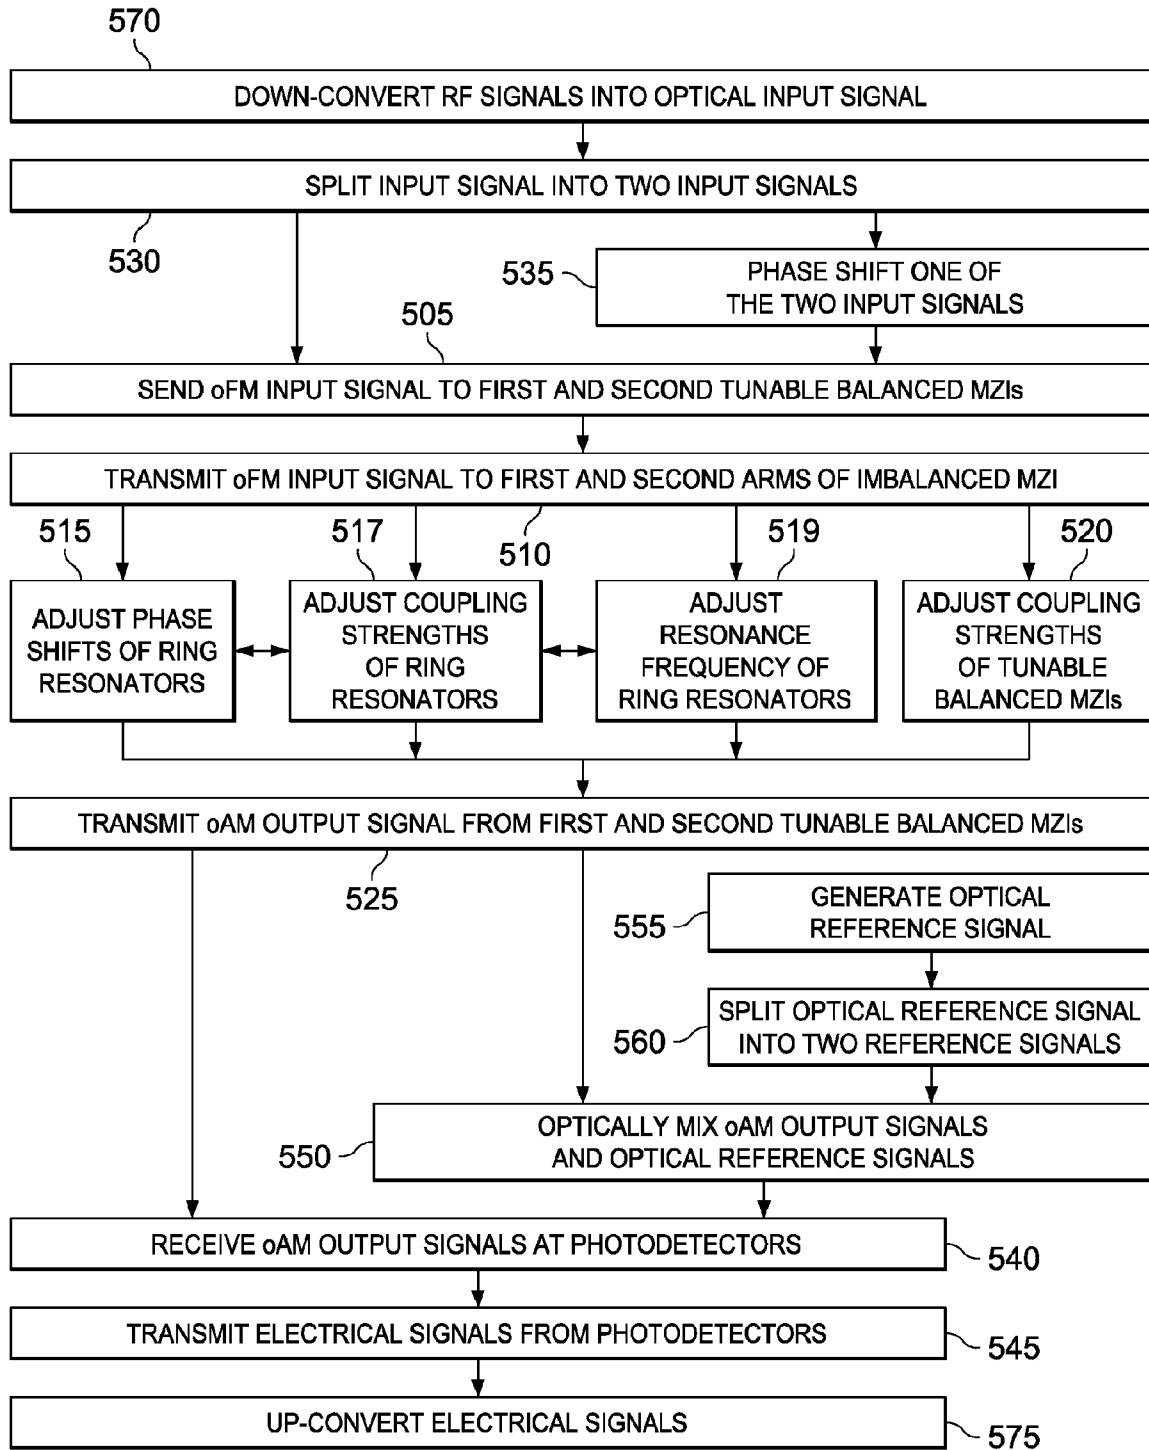 570
DOWN-CONVERT RF SIGNALS INTO OPTICAL INPUT SIGNAL
SPLIT INPUT SIGNAL INTO TWO INPUT SIGNALS
530
535
PHASE SHIFT ONE OF
THE TWO INPUT SIGNALS
505
SEND oFM INPUT SIGNAL TO FIRST AND SECOND TUNABLE BALANCED MZIs
TRANSMIT oFM INPUT SIGNAL TO FIRST AND SECOND ARMS OF IMBALANCED MZI
510
515
ADJUST PHASE
SHIFTS OF RING
RESONATORS
517
ADJUST COUPLING
STRENGTHS
OF RING
RESONATORS
519
ADJUST
RESONANCE
FREQUENCY OF
RING RESONATORS
520
ADJUST COUPLING
STRENGTHS
OF TUNABLE
BALANCED MZIs
TRANSMIT oAM OUTPUT SIGNAL FROM FIRST AND SECOND TUNABLE BALANCED MZIs
525
555
GENERATE OPTICAL
REFERENCE SIGNAL
560
SPLIT OPTICAL REFERENCE SIGNAL
INTO TWO REFERENCE SIGNALS
550
OPTICALLY MIX oAM OUTPUT SIGNALS
AND OPTICAL REFERENCE SIGNALS
RECEIVE oAM OUTPUT SIGNALS AT PHOTODETECTORS
540
TRANSMIT ELECTRICAL SIGNALS FROM PHOTODETECTORS
545
UP-CONVERT ELECTRICAL SIGNALS
575